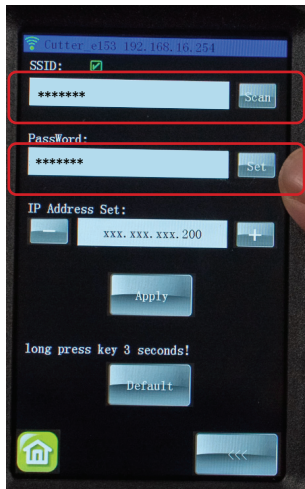 Cutter_e153 192.168.16.254
SSID:
******* Scan
PassWord:
******* Set
IP Address Set:
— xxx.xxx.xxx.200 +
Apply
long press key 3 seconds!
Default
<<<